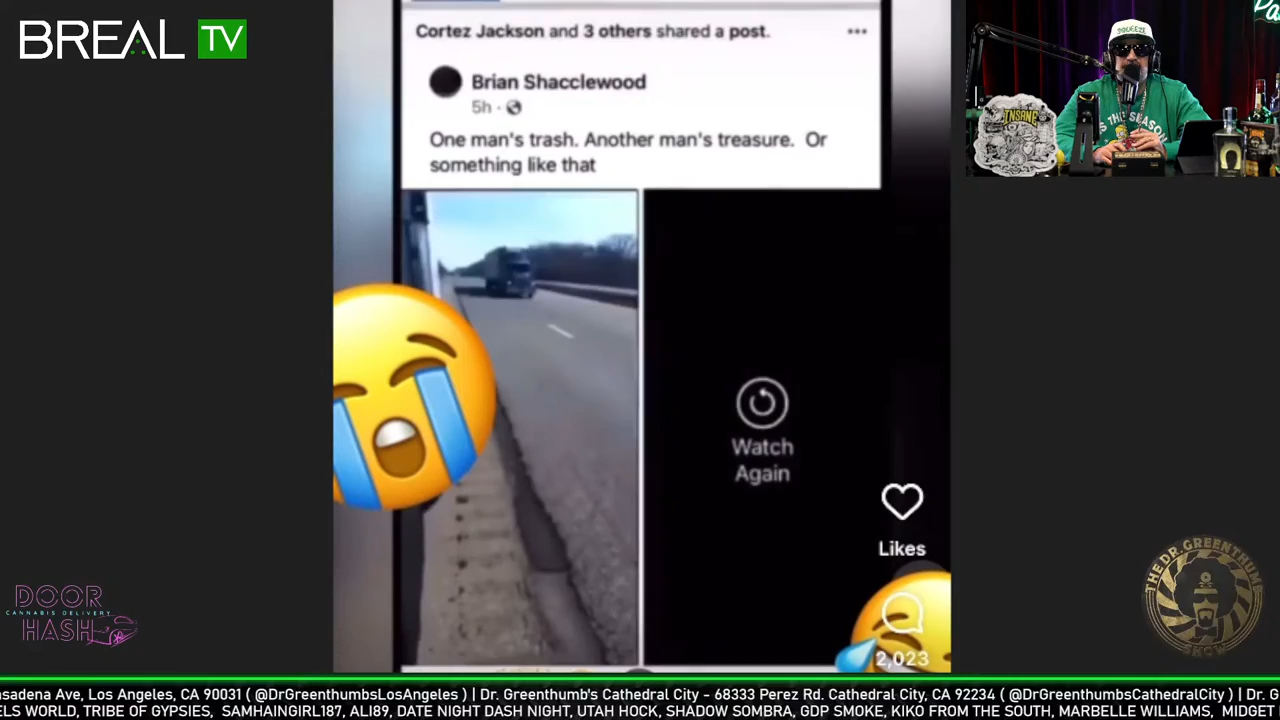 BREAL TV
Cortez Jackson and 3 others shared a post.
Brian Shacclewood
5h
One man's trash. Another man's treasure. Or
something like that
SQUEEZE
INSANE
Watch
Again
Likes
2,023
DOOR
CANNABIS DELIVERY
HASH
THE DR. GREENTHUMB
SHOW
asadena Ave, Los Angeles, CA 90031 ( @DrGreenthumbsLosAngeles ) | Dr. Greenthumb's Cathedral City - 68333 Perez Rd. Cathedral City, CA 92234 ( @DrGreenthumbsCathedralCity ) | Dr. G
ELS WORLD, TRIBE OF GYPSIES, SAMHAINGIRL187, ALI89, DATE NIGHT DASH NIGHT, UTAH HOCK, SHADOW SOMBRA, GDP SMOKE, KIKO FROM THE SOUTH, MARBELLE WILLIAMS, MIDGET